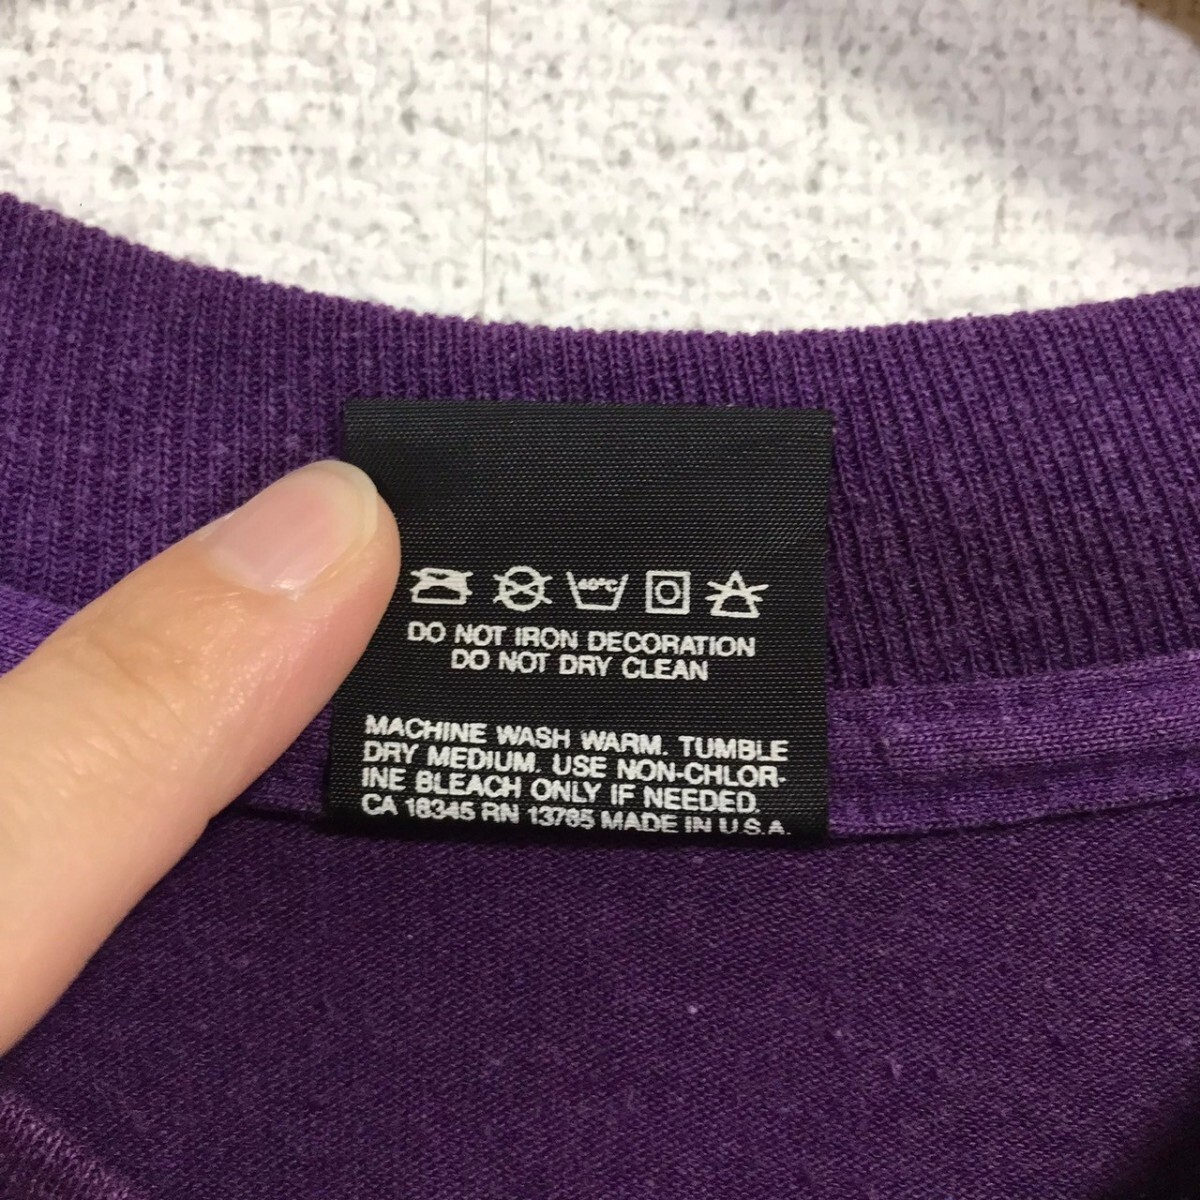 40°C
DO NOT IRON DECORATION
DO NOT DRY CLEAN
MACHINE WASH WARM. TUMBLE
DRY MEDIUM. USE NON-CHLOR-
INE BLEACH ONLY IF NEEDED.
CA 18345 RN 13765 MADE IN U.S.A.